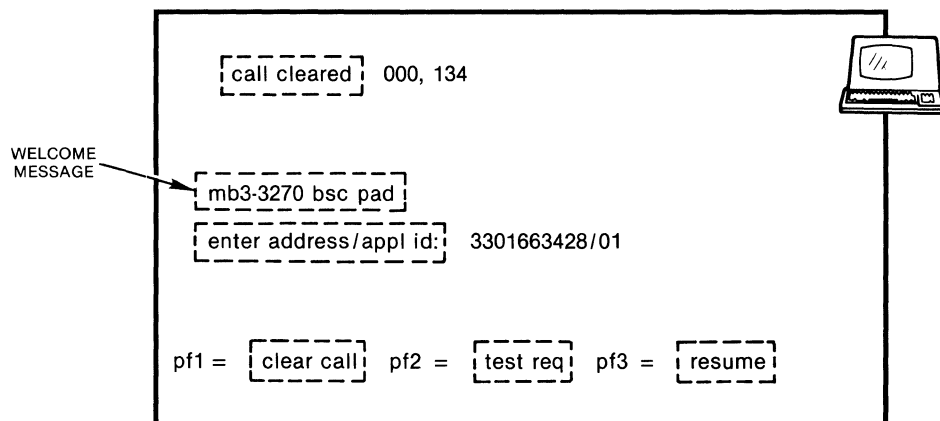 call cleared 000, 134
WELCOME
MESSAGE
mb3-3270 bsc pad
enter address/appl id: 3301663428/01
pf1 = clear call pf2 = test req pf3 = resume